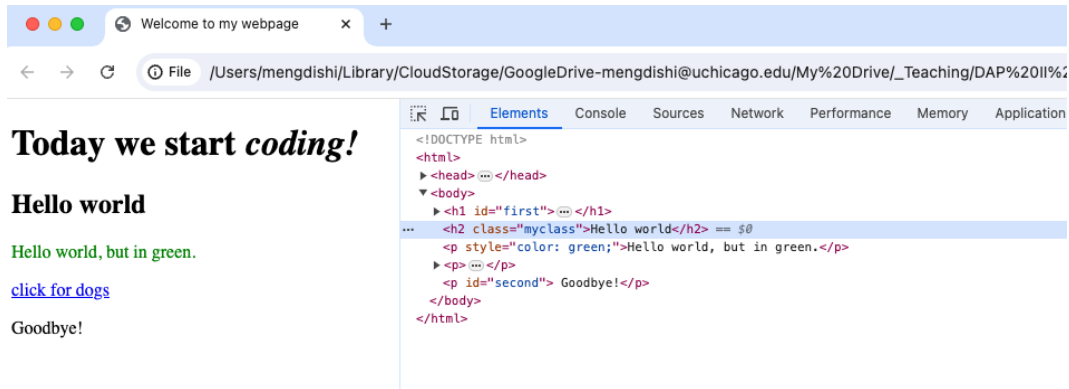 Welcome to my webpage
File /Users/mengdishi/Library/CloudStorage/GoogleDrive-mengdishi@uchicago.edu/My%20Drive/_Teaching/DAP%20II%2
Elements Console Sources Network Performance Memory Application
Today we start coding!
Hello world
Hello world, but in green.
click for dogs
Goodbye!
<!DOCTYPE html>
<html>
<head> ⋯ </head>
<body>
<h1 id="first"> ⋯ </h1>
⋯ <h2 class="myclass">Hello world</h2> == $0
<p style="color: green;">Hello world, but in green.</p>
<p> ⋯ </p>
<p id="second"> Goodbye!</p>
</body>
</html>